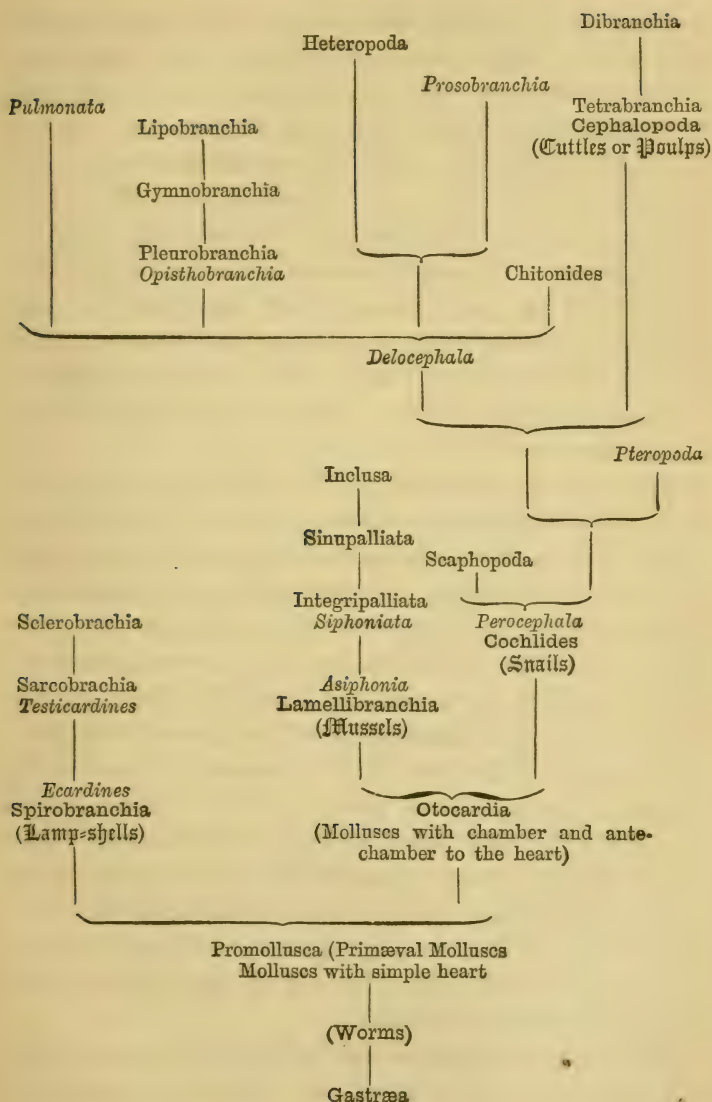 Dibranchia
Heteropoda
Prosobranchia
Pulmonata
Tetrabranchia
Cephalopoda
(Cuttles or Poulps)
Lipobranchia
Gymnobranchia
Pleurobranchia
Opisthobranchia
Chitonides
Delocephala
Pteropoda
Inclusa
Sinupalliata
Scaphopoda
Integripalliata
Siphoniata
Sclerobrachia
Perocephala
Cochlides
(Snails)
Sarcobrachia
Testicardines
Asiphonia
Lamellibranchia
(Mussels)
Ecardines
Spirobranchia
(Lamp-shells)
Otocardia
(Molluscs with chamber and ante-
chamber to the heart)
Promollusca (Primæval Molluscs
Molluscs with simple heart
(Worms)
Gastræa